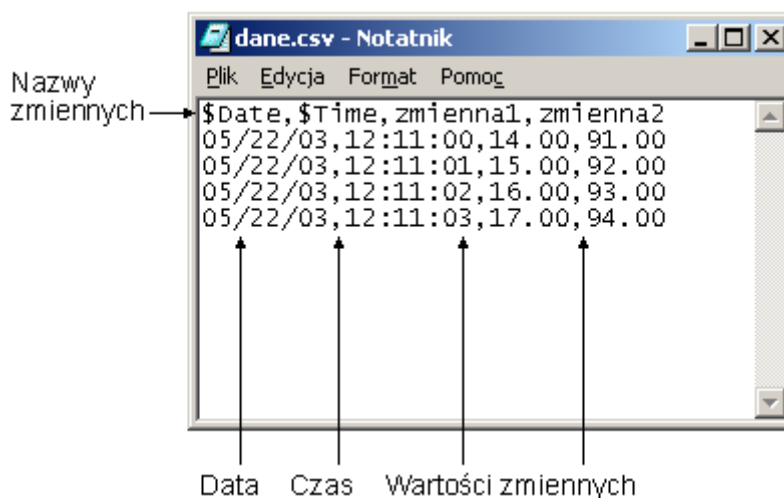 dane.csv - Notatnik
Plik Edycja Format Pomoc
Nazwy
zmiennych
$Date,$Time,zmienna1,zmienna2
05/22/03,12:11:00,14.00,91.00
05/22/03,12:11:01,15.00,92.00
05/22/03,12:11:02,16.00,93.00
05/22/03,12:11:03,17.00,94.00
Data Czas Wartości zmiennych